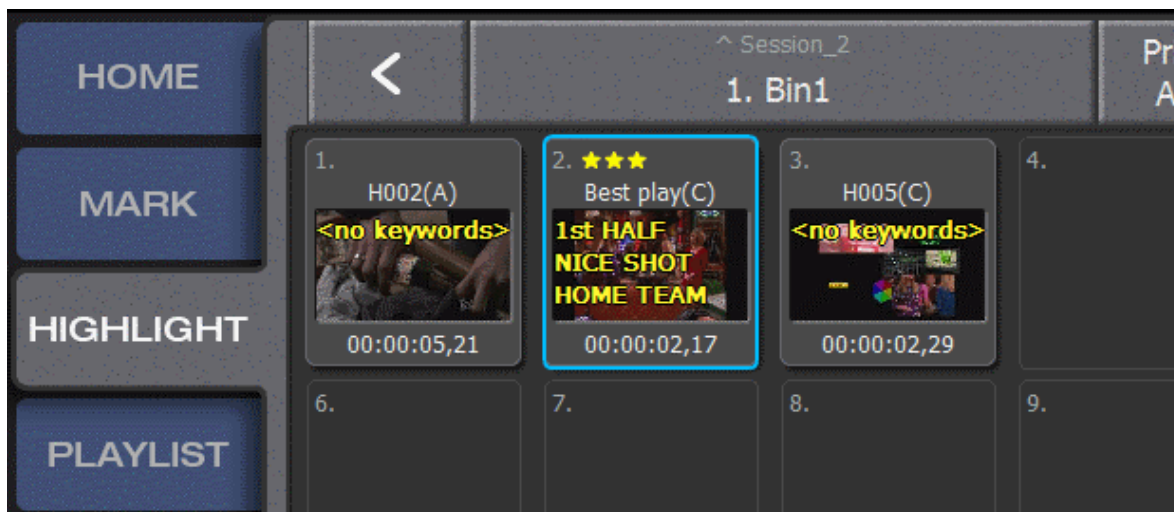 HOME
MARK
HIGHLIGHT
PLAYLIST
<
^ Session_2
1. Bin1
Pr
A
1.
H002(A)
<no keywords>
00:00:05,21
2. ★★★
Best play(C)
1st HALF
NICE SHOT
HOME TEAM
00:00:02,17
3.
H005(C)
<no keywords>
00:00:02,29
4.
6.
7.
8.
9.